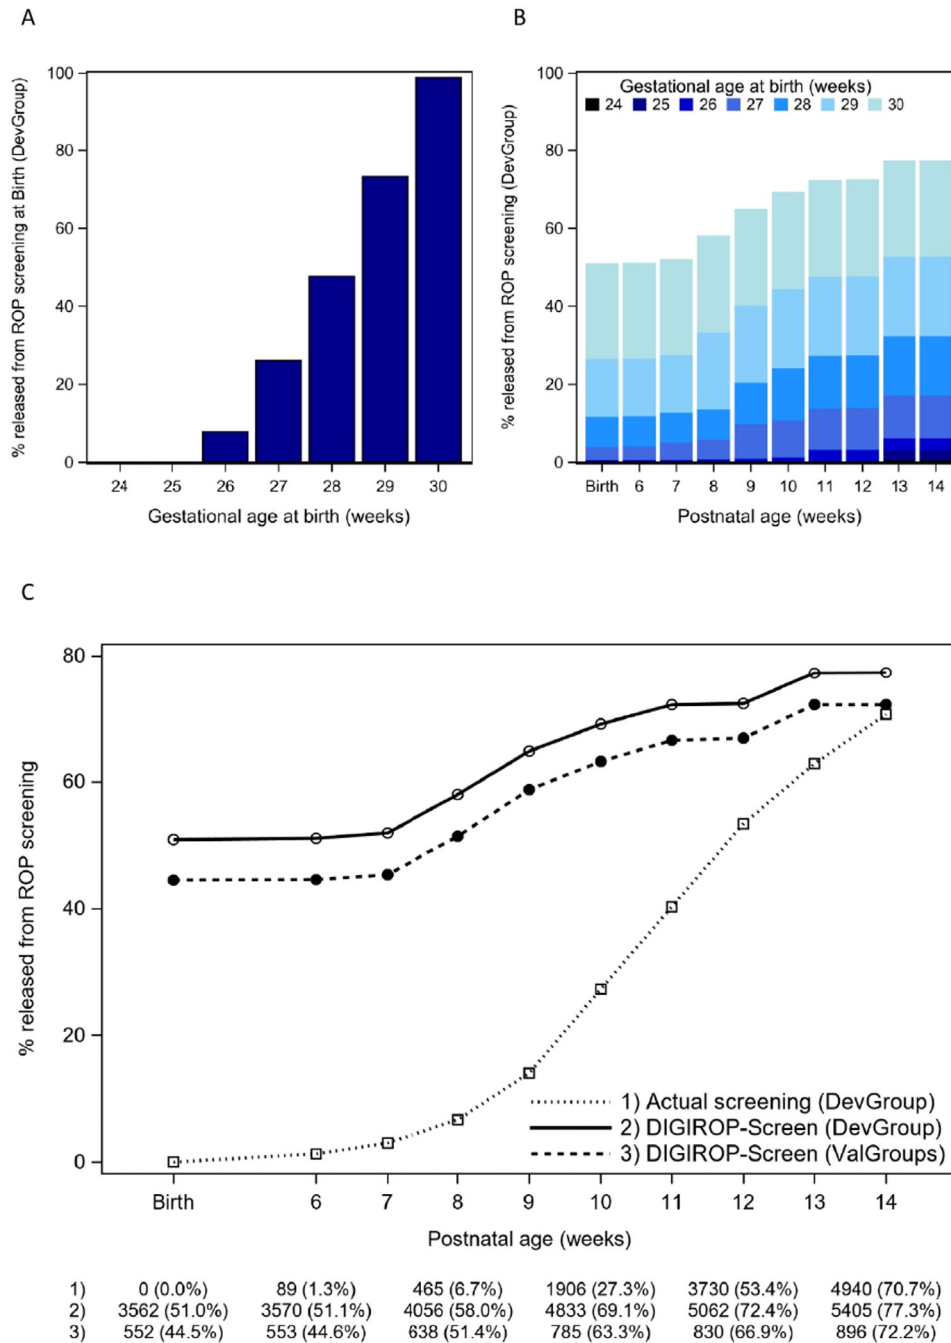 A
B
% released from ROP screening at Birth (DevGroup)
100
80
60
40
20
0
24 25 26 27 28 29 30
Gestational age at birth (weeks)
% released from ROP screening (DevGroup)
100
80
60
40
20
0
Gestational age at birth (weeks)
24 25 26 27 28 29 30
Birth 6 7 8 9 10 11 12 13 14
Postnatal age (weeks)
C
% released from ROP screening
80
60
40
20
0
1) Actual screening (DevGroup)
2) DIGIROP-Screen (DevGroup)
3) DIGIROP-Screen (ValGroups)
Birth 6 7 8 9 10 11 12 13 14
Postnatal age (weeks)
1) 0 (0.0%) 89 (1.3%) 465 (6.7%) 1906 (27.3%) 3730 (53.4%) 4940 (70.7%)
2) 3562 (51.0%) 3570 (51.1%) 4056 (58.0%) 4833 (69.1%) 5062 (72.4%) 5405 (77.3%)
3) 552 (44.5%) 553 (44.6%) 638 (51.4%) 785 (63.3%) 830 (66.9%) 896 (72.2%)